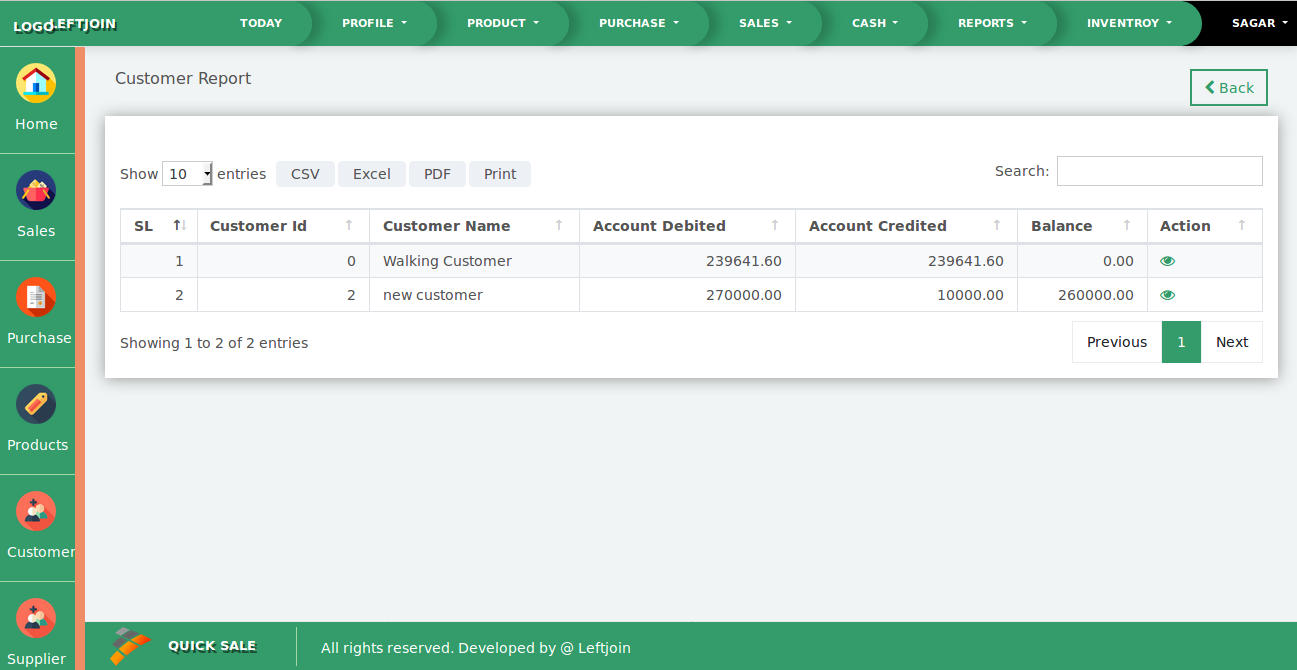 LOGO LEFTJOIN TODAY PROFILE PRODUCT PURCHASE SALES CASH REPORTS INVENTROY SAGAR
Home
Sales
Purchase
Products
Customer
Supplier
Customer Report
Back
Show 10 entries CSV Excel PDF Print Search:
SL Customer Id Customer Name Account Debited Account Credited Balance Action
1 0 Walking Customer 239641.60 239641.60 0.00
2 2 new customer 270000.00 10000.00 260000.00
Showing 1 to 2 of 2 entries Previous 1 Next
QUICK SALE All rights reserved. Developed by @ Leftjoin